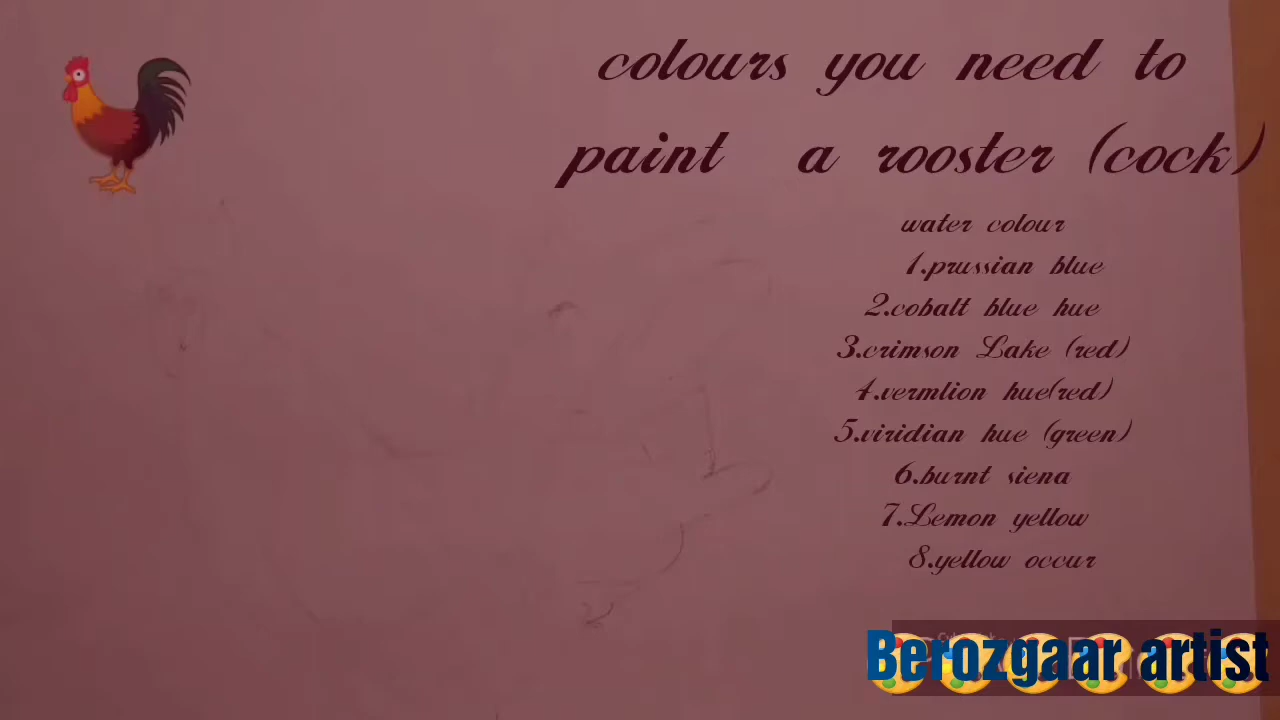 colours you need to
paint a rooster (cock)
water colour
1.prussian blue
2.cobalt blue hue
3.crimson Lake (red)
4.vermlion hue(red)
5.viridian hue (green)
6.burnt siena
7.Lemon yellow
8.yellow occur
Berozgaar artist